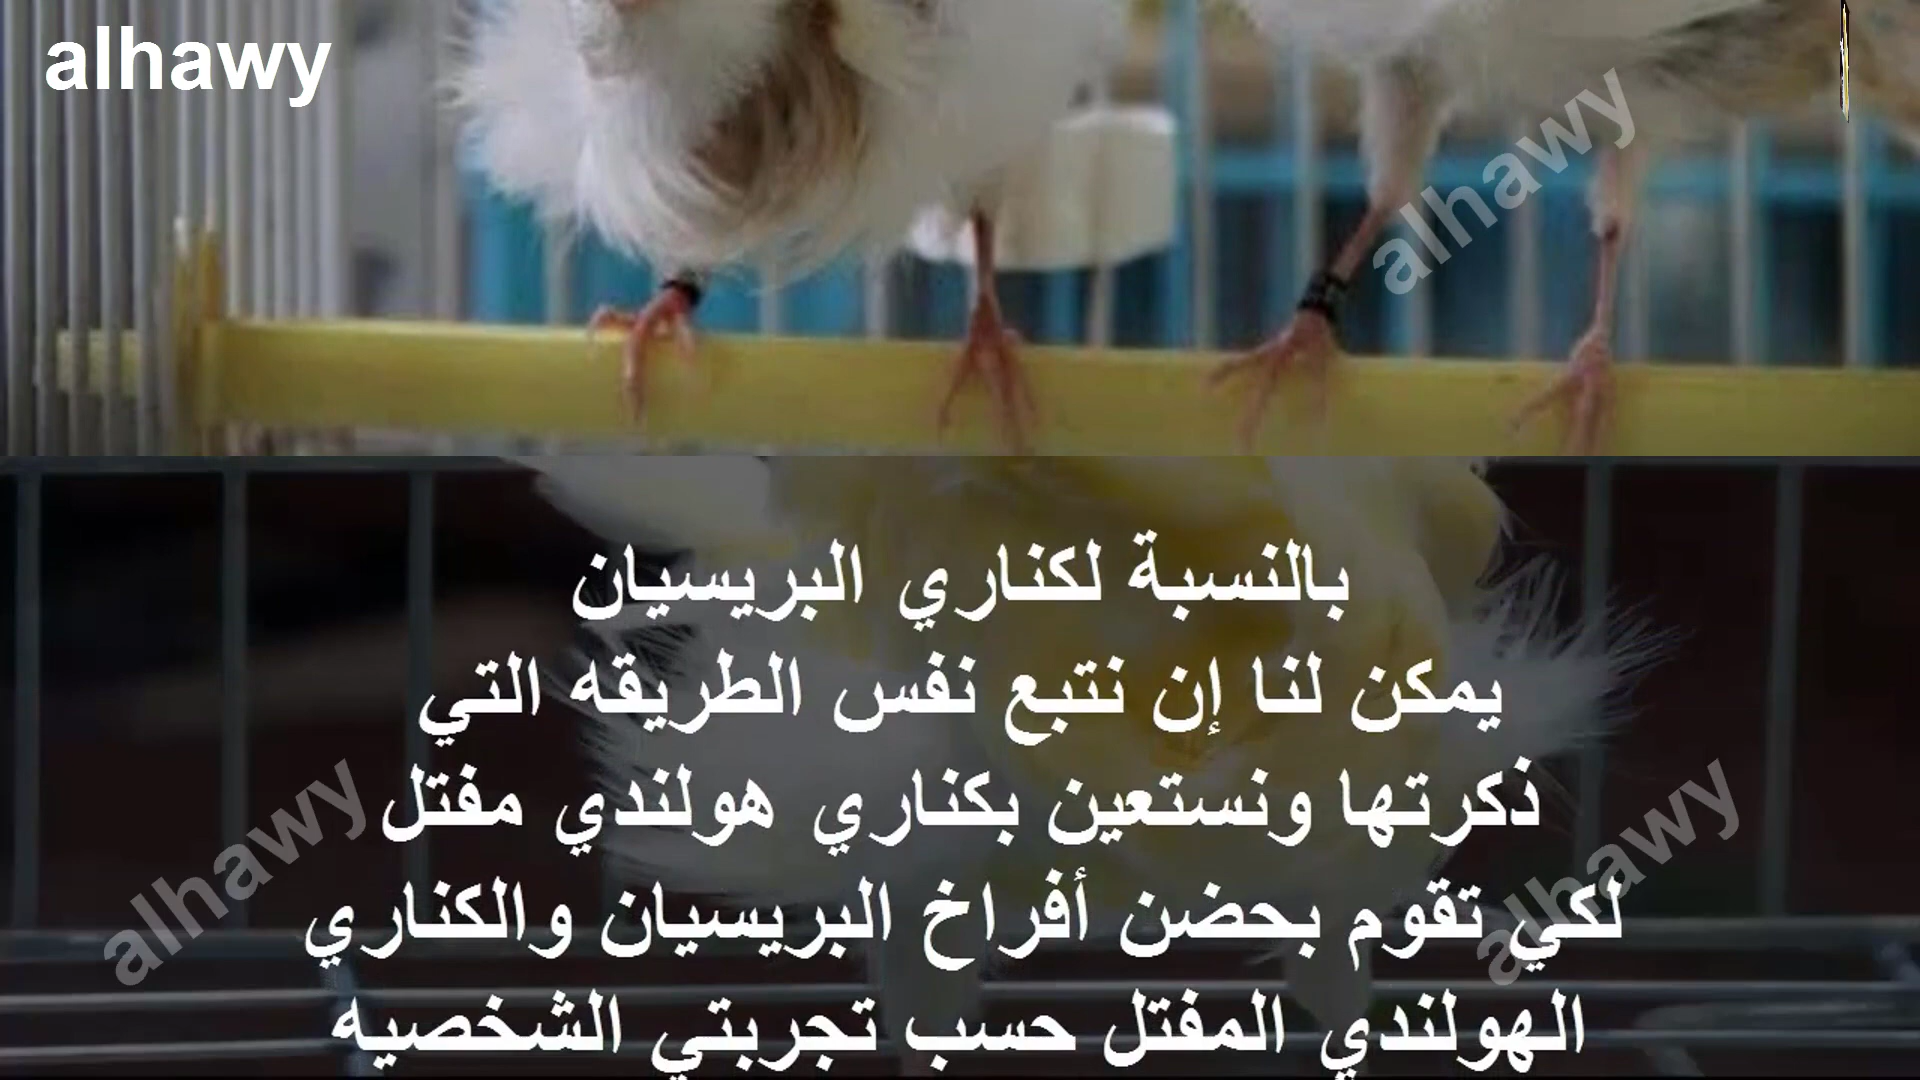 alhawy
alhawy
بالنسبة لكناري البريسيان
يمكن لنا إن نتبع نفس الطريقه التي
ذكرتها ونستعين بكناري هولندي مفتل
لكي تقوم بحضن أفراخ البريسيان والكناري
الهولندي المفتل حسب تجربتي الشخصيه
alhawy
alhawy